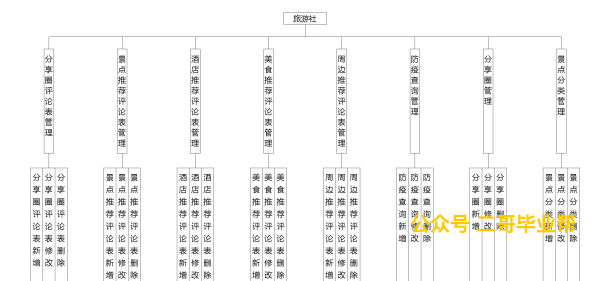 旅游社
分享圈评论表管理
景点推荐评论表管理
酒店推荐评论表管理
美食推荐评论表管理
周边推荐评论表管理
防疫查询管理
分享圈管理
景点分类管理
分享圈评论表新增
分享圈评论表修改
分享圈评论表删除
景点推荐评论表新增
景点推荐评论表修改
景点推荐评论表删除
酒店推荐评论表新增
酒店推荐评论表修改
酒店推荐评论表删除
美食推荐评论表新增
美食推荐评论表修改
美食推荐评论表删除
周边推荐评论表新增
周边推荐评论表修改
周边推荐评论表删除
防疫查询新增
防疫查询修改
防疫查询删除
分享圈新增
分享圈修改
分享圈删除
景点分类新增
景点分类修改
景点分类删除
公众号 二哥毕业帮